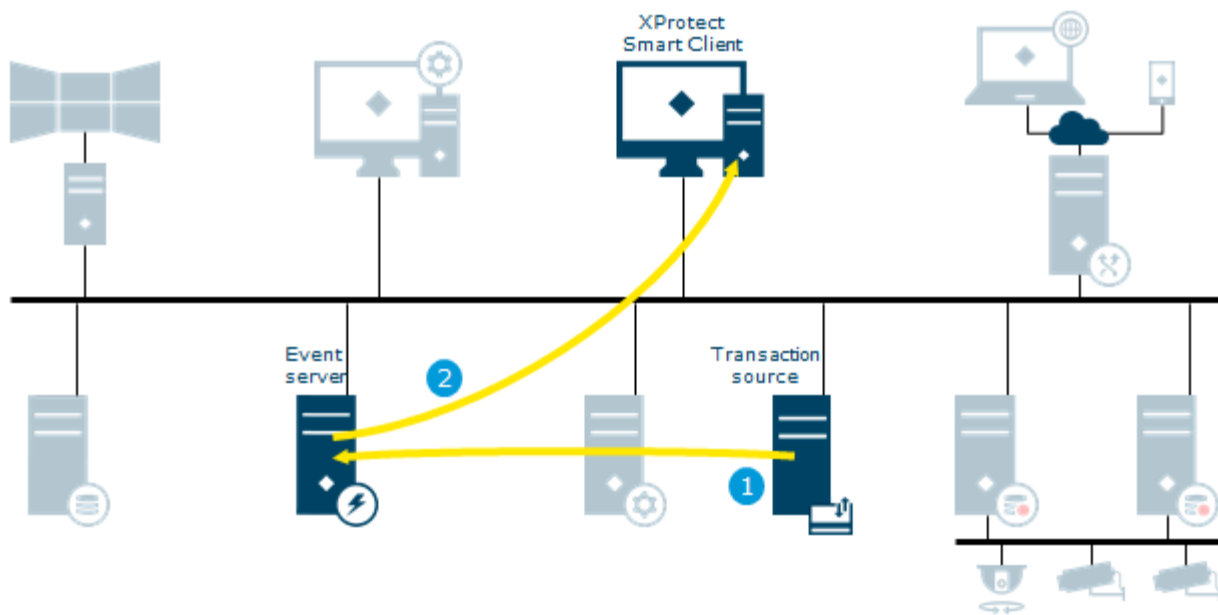 XProtect
Smart Client
Event
server
2
Transaction
source
1